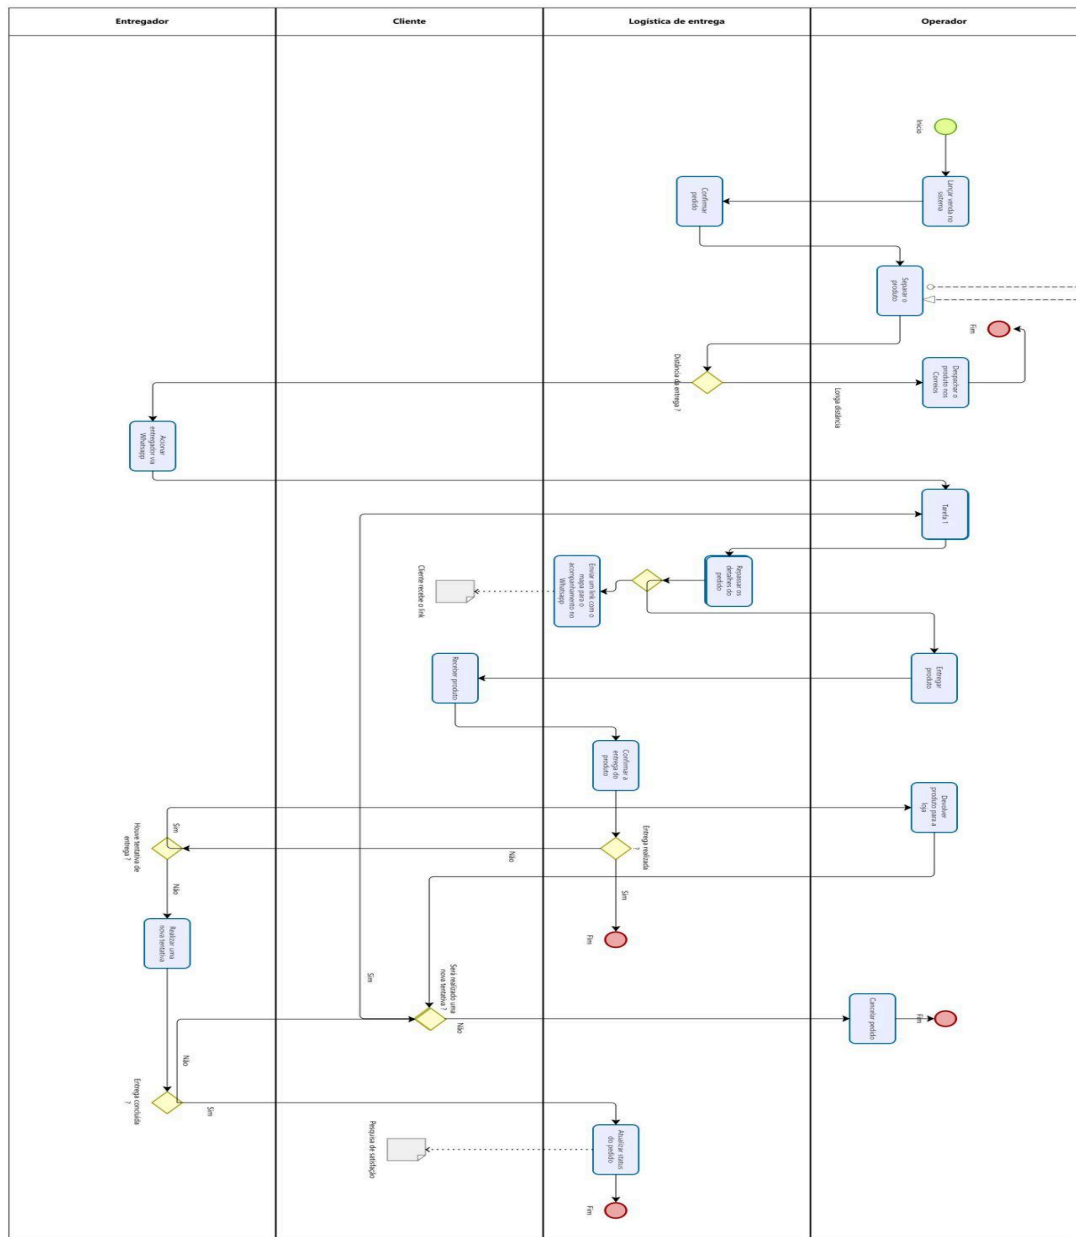 Entregador
Cliente
Logística de entrega
Operador
Inicio
Lançar venda no
sistema
Confirmar
pedido
Separar o
produto
Fim
Distância da entrega ?
Longa distância
Despachar o
produto nos
Correios
Acionar
entregador via
Whatsapp
Tarefa 1
Repassar os
detalhes do
pedido
Enviar um link com o
mapa para o
acompanhamento no
Whatsapp
Cliente recebe o link
Entregar
produto
Receber produto
Confirmar a
entrega do
produto
Devolver
produto para a
loja
Entrega realizada
?
Não
Sim
Sim
Houve tentativa de
entrega ?
Não
Realizar uma
nova tentativa
Fim
Será realizado uma
nova tentativa ?
Sim
Não
Cancelar pedido
Fim
Não
Entrega concluída
?
Sim
Atualizar status
do pedido
Pesquisa de satisfação
Fim